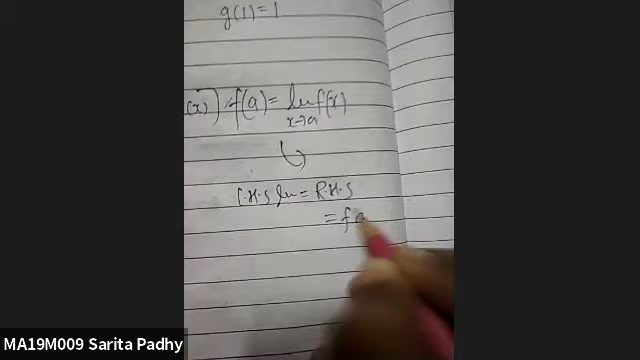 g(1)=1
(x) f(a) = lim f(x)
x→a
L.H.S lim = R.H.S
= f a
MA19M009 Sarita Padhy